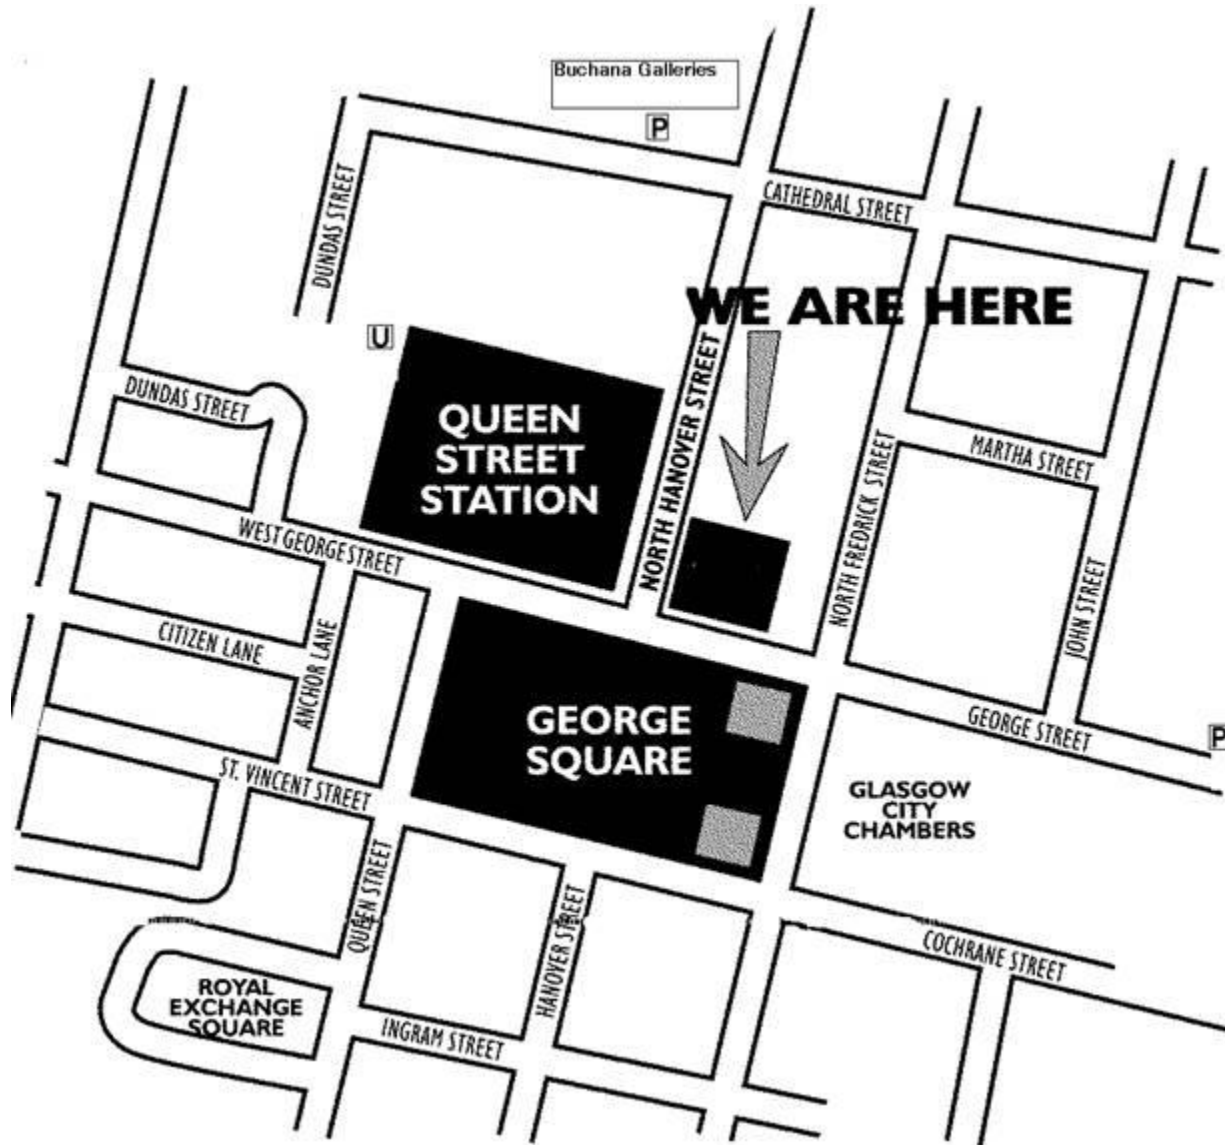 Buchana Galleries
P
CATHEDRAL STREET
DUNDAS STREET
WE ARE HERE
U
DUNDAS STREET
QUEEN
STREET
STATION
NORTH HANOVER STREET
NORTH FREDRICK STREET
MARTHA STREET
WEST GEORGE STREET
CITIZEN LANE
ANCHOR LANE
JOHN STREET
GEORGE
SQUARE
GEORGE STREET
P
ST. VINCENT STREET
GLASGOW
CITY
CHAMBERS
QUEEN STREET
HANOVER STREET
COCHRANE STREET
ROYAL
EXCHANGE
SQUARE
INGRAM STREET